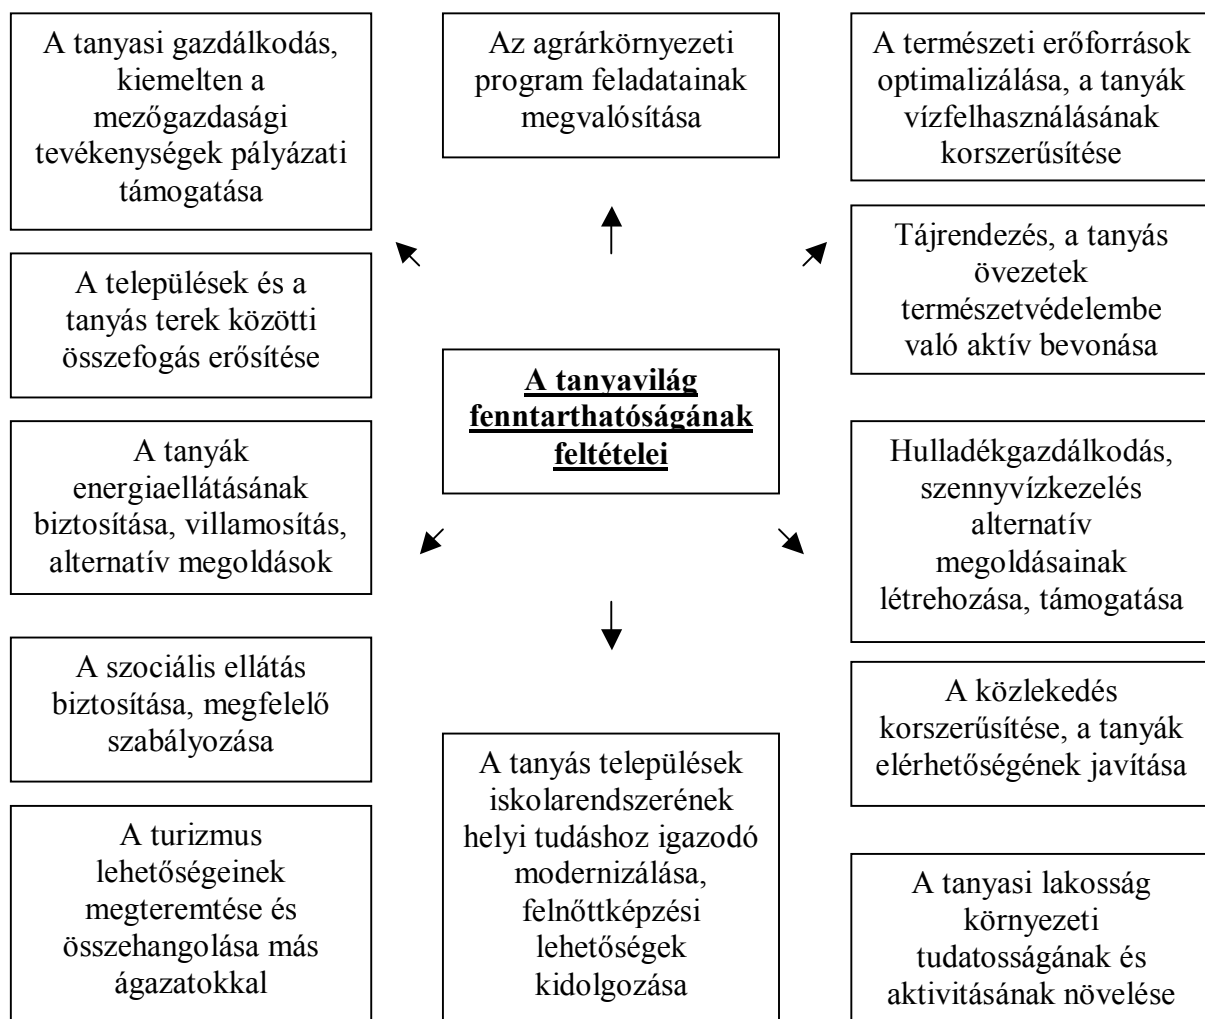 A tanyasi gazdálkodás,
kiemelten a
mezőgazdasági
tevékenységek pályázati
támogatása
Az agrárkörnyezeti
program feladatainak
megvalósítása
A természeti erőforrások
optimalizálása, a tanyák
vízfelhasználásának
korszerűsítése
A települések és a
tanyás terek közötti
összefogás erősítése
Tájrendezés, a tanyás
övezetek
természetvédelembe
való aktív bevonása
A tanyavilág
fenntarthatóságának
feltételei
A tanyák
energiaellátásának
biztosítása, villamosítás,
alternatív megoldások
Hulladékgazdálkodás,
szennyvízkezelés
alternatív
megoldásainak
létrehozása, támogatása
A szociális ellátás
biztosítása, megfelelő
szabályozása
A közlekedés
korszerűsítése, a tanyák
elérhetőségének javítása
A turizmus
lehetőségeinek
megteremtése és
összehangolása más
ágazatokkal
A tanyás települések
iskolarendszerének
helyi tudáshoz igazodó
modernizálása,
felnőttképzési
lehetőségek
kidolgozása
A tanyasi lakosság
környezeti
tudatosságának és
aktivitásának növelése